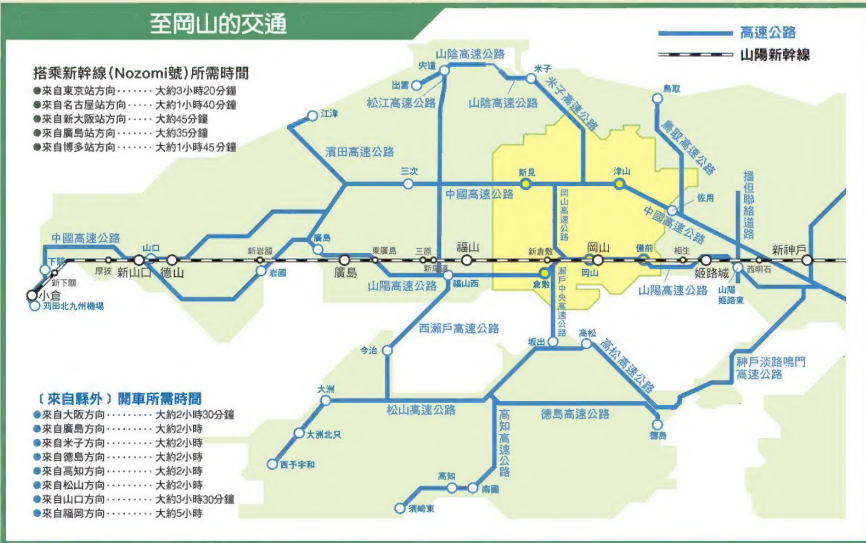 至岡山的交通
高速公路
山陽新幹線
搭乘新幹線(Nozomi號)所需時間
●來自東京站方向‥‥‥大約3小時20分鐘
●來自名古屋站方向‥‥‥大約1小時40分鐘
●來自新大阪站方向‥‥‥大約45分鐘
●來自廣島站方向‥‥‥大約35分鐘
●來自博多站方向‥‥‥大約1小時45分鐘
山陰高速公路
宍道
出雲
米子
松江高速公路
山陰高速公路
米子高速公路
鳥取
鳥取高速公路
江津
濱田高速公路
三次
新見
津山
中國高速公路
岡山高速公路
佐用
中國高速公路
播但聯絡道路
中國高速公路
山口
下關
厚狹
新山口
德山
新岩國
岩國
廣島
廣島
東廣島
三原
新尾道
福山
福山西
新倉敷
倉敷
岡山
岡山
備前
相生
姬路城
山陽姬路東
西明石
新神戶
新下關
小倉
苅田北九州機場
山陽高速公路
山陽高速公路
瀨戶中央高速公路
西瀨戶高速公路
今治
坂出
高松
高松高速公路
神戶淡路鳴門
高速公路
大洲
松山高速公路
高知高速公路
德島高速公路
德島
大洲北只
西予宇和
高知
南國
須崎東
〔來自縣外〕開車所需時間
●來自大阪方向‥‥‥‥大約2小時30分鐘
●來自廣島方向‥‥‥‥大約2小時
●來自米子方向‥‥‥‥大約2小時
●來自德島方向‥‥‥‥大約2小時
●來自高知方向‥‥‥‥大約2小時
●來自松山方向‥‥‥‥大約2小時
●來自山口方向‥‥‥‥大約3小時30分鐘
●來自福岡方向‥‥‥‥大約5小時